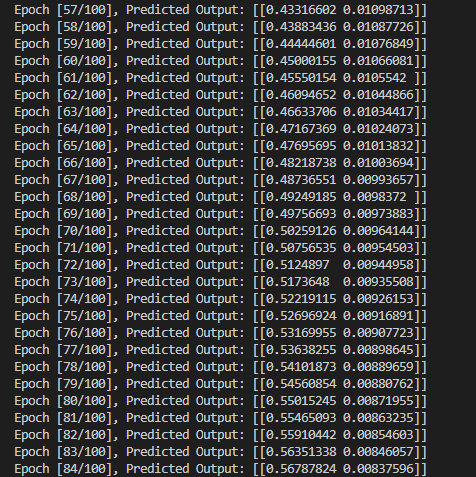 Epoch [57/100], Predicted Output: [[0.43316602 0.01098713]]
Epoch [58/100], Predicted Output: [[0.43883436 0.01087726]]
Epoch [59/100], Predicted Output: [[0.44444601 0.01076849]]
Epoch [60/100], Predicted Output: [[0.45000155 0.01066081]]
Epoch [61/100], Predicted Output: [[0.45550154 0.0105542 ]]
Epoch [62/100], Predicted Output: [[0.46094652 0.01044866]]
Epoch [63/100], Predicted Output: [[0.46633706 0.01034417]]
Epoch [64/100], Predicted Output: [[0.47167369 0.01024073]]
Epoch [65/100], Predicted Output: [[0.47695695 0.01013832]]
Epoch [66/100], Predicted Output: [[0.48218738 0.01003694]]
Epoch [67/100], Predicted Output: [[0.48736551 0.00993657]]
Epoch [68/100], Predicted Output: [[0.49249185 0.0098372 ]]
Epoch [69/100], Predicted Output: [[0.49756693 0.00973883]]
Epoch [70/100], Predicted Output: [[0.50259126 0.00964144]]
Epoch [71/100], Predicted Output: [[0.50756535 0.00954503]]
Epoch [72/100], Predicted Output: [[0.5124897  0.00944958]]
Epoch [73/100], Predicted Output: [[0.5173648  0.00935508]]
Epoch [74/100], Predicted Output: [[0.52219115 0.00926153]]
Epoch [75/100], Predicted Output: [[0.52696924 0.00916891]]
Epoch [76/100], Predicted Output: [[0.53169955 0.00907723]]
Epoch [77/100], Predicted Output: [[0.53638255 0.00898645]]
Epoch [78/100], Predicted Output: [[0.54101873 0.00889659]]
Epoch [79/100], Predicted Output: [[0.54560854 0.00880762]]
Epoch [80/100], Predicted Output: [[0.55015245 0.00871955]]
Epoch [81/100], Predicted Output: [[0.55465093 0.00863235]]
Epoch [82/100], Predicted Output: [[0.55910442 0.00854603]]
Epoch [83/100], Predicted Output: [[0.56351338 0.00846057]]
Epoch [84/100], Predicted Output: [[0.56787824 0.00837596]]